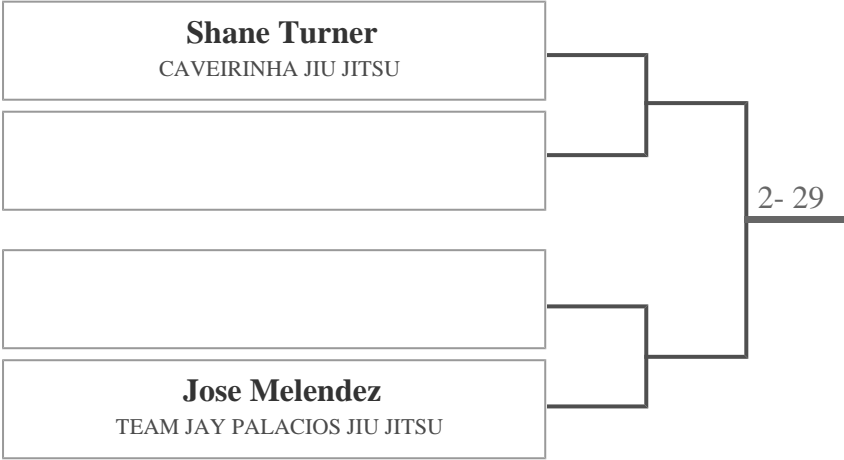 Shane Turner
CAVEIRINHA JIU JITSU
2- 29
Jose Melendez
TEAM JAY PALACIOS JIU JITSU